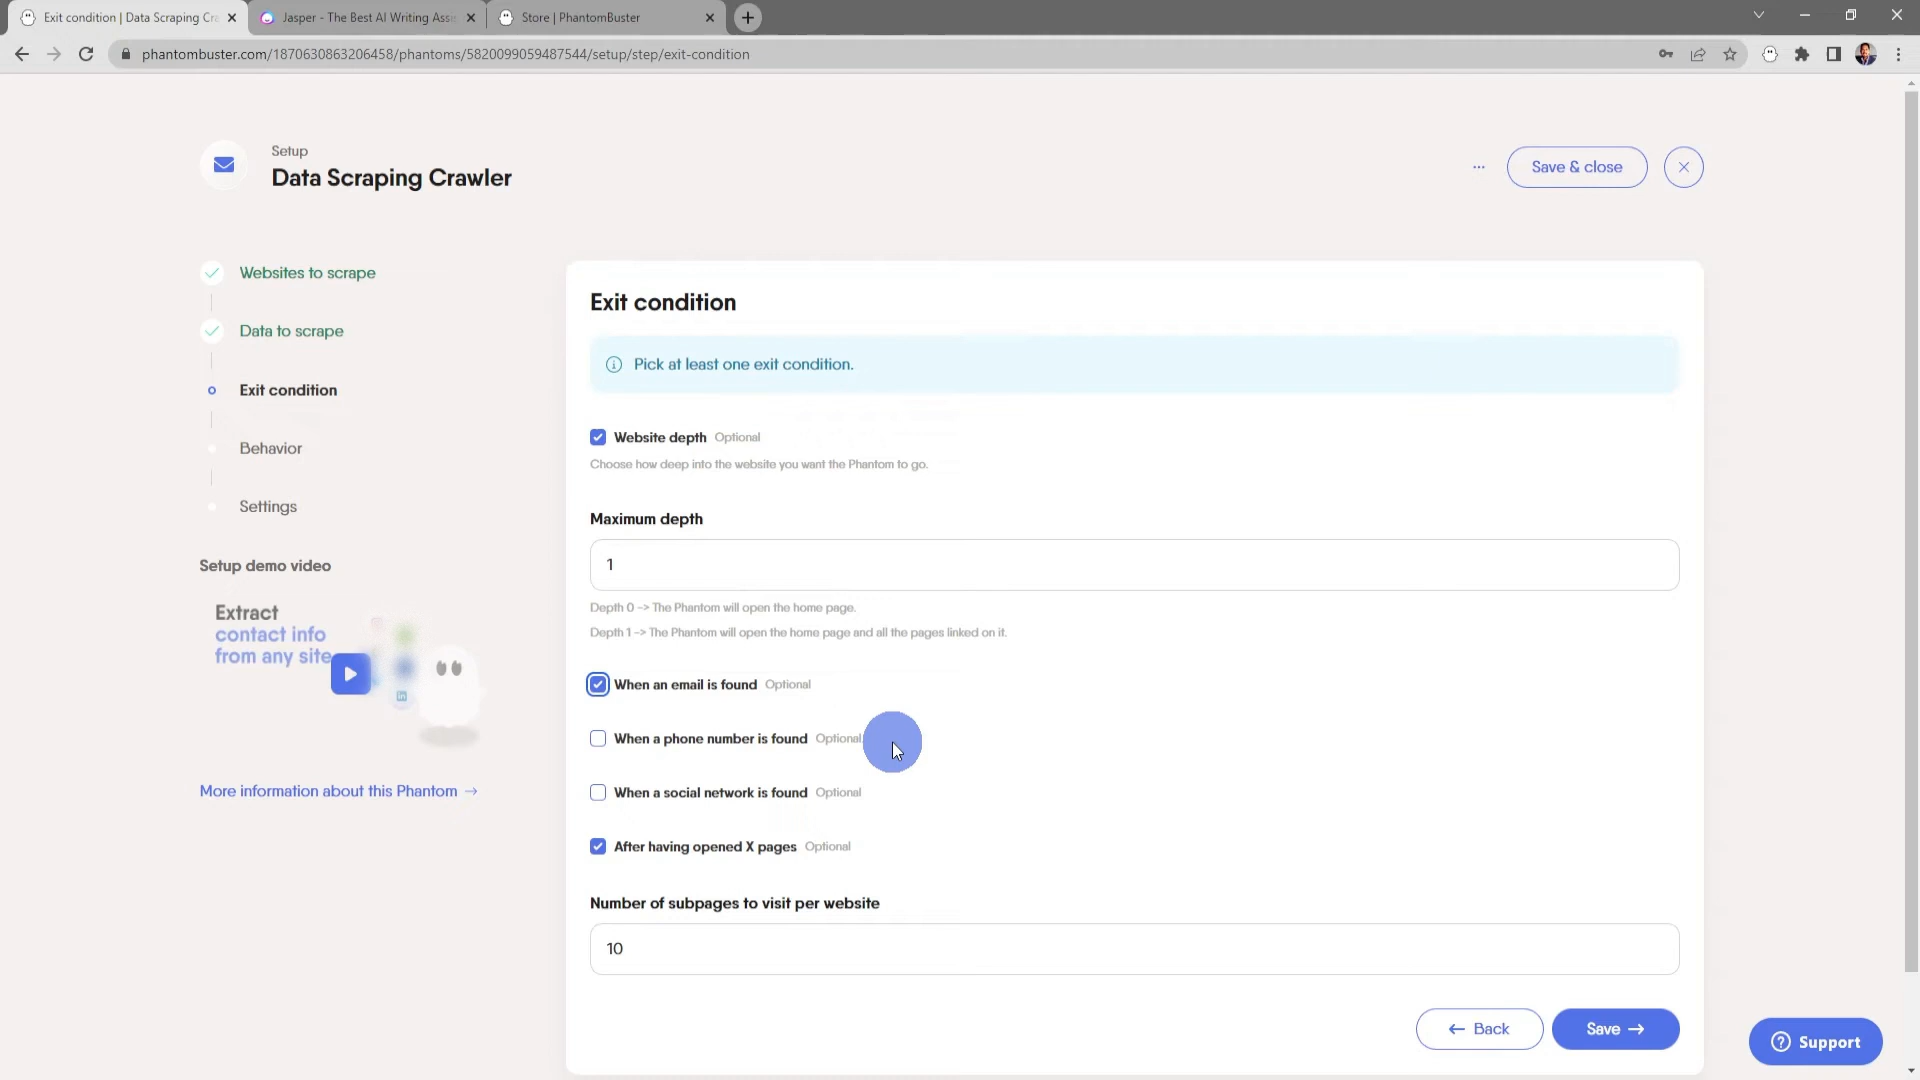 Exit condition | Data Scraping Cra
Jasper - The Best AI Writing Assis
Store | PhantomBuster
phantombuster.com/1870630863206458/phantoms/5820099059487544/setup/step/exit-condition
Setup
Data Scraping Crawler
Save & close
Websites to scrape
Data to scrape
Exit condition
Behavior
Settings
Setup demo video
Extract
contact info
from any site
in
More information about this Phantom →
Exit condition
Pick at least one exit condition.
Website depth Optional
Choose how deep into the website you want the Phantom to go.
Maximum depth
1
Depth 0 -> The Phantom will open the home page.
Depth 1 -> The Phantom will open the home page and all the pages linked on it.
When an email is found Optional
When a phone number is found Optional
When a social network is found Optional
After having opened X pages Optional
Number of subpages to visit per website
10
← Back
Save →
? Support